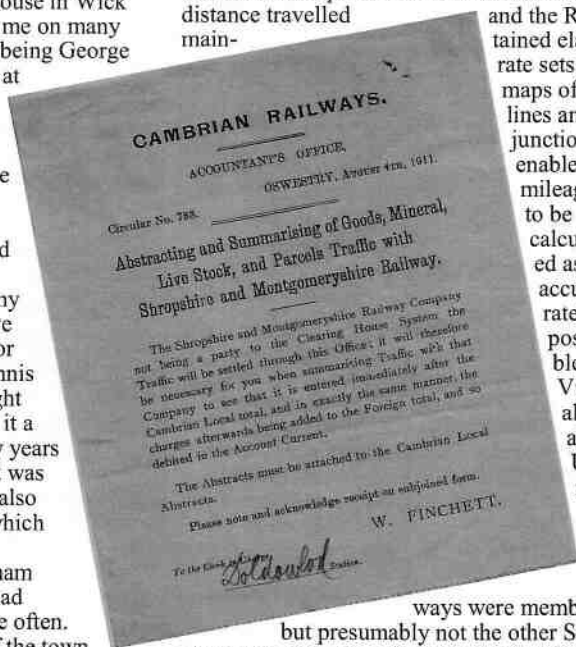 ouse in Wick
me on many
being George
at
e
d
ny
ve
or
nnis
ght
it a
y years
t was
also
which
ham
ad
e often.
f the town
distance travelled
main-
CAMBRIAN RAILWAYS.
ACCOUNTANT'S OFFICE,
OSWESTRY, AUGUST 4TH, 1911.
Circular No. 788.
Abstracting and Summarising of Goods, Mineral,
Live Stock, and Parcels Traffic with
Shropshire and Montgomeryshire Railway.
The Shropshire and Montgomeryshire Railway Company
not being a party to the Clearing House System the
Traffic will be settled through this Office; it will therefore
be necessary for you when summarising Traffic with that
Company to see that it is entered immediately after the
Cambrian Local total, and in exactly the same manner, the
charges afterwards being added to the Foreign total, and so
debited in the Account Current.
The Abstracts must be attached to the Cambrian Local
Abstracts.
Please note and acknowledge receipt on subjoined form.
W. FINCHETT.
To the
Doldowlod Station.
and the R
tained ela
rate sets
maps of
lines an
junctio
enable
mileag
to be
calcu
ed as
accu
rate
pos
ble
V
al
a
ways were memb
but presumably not the other S